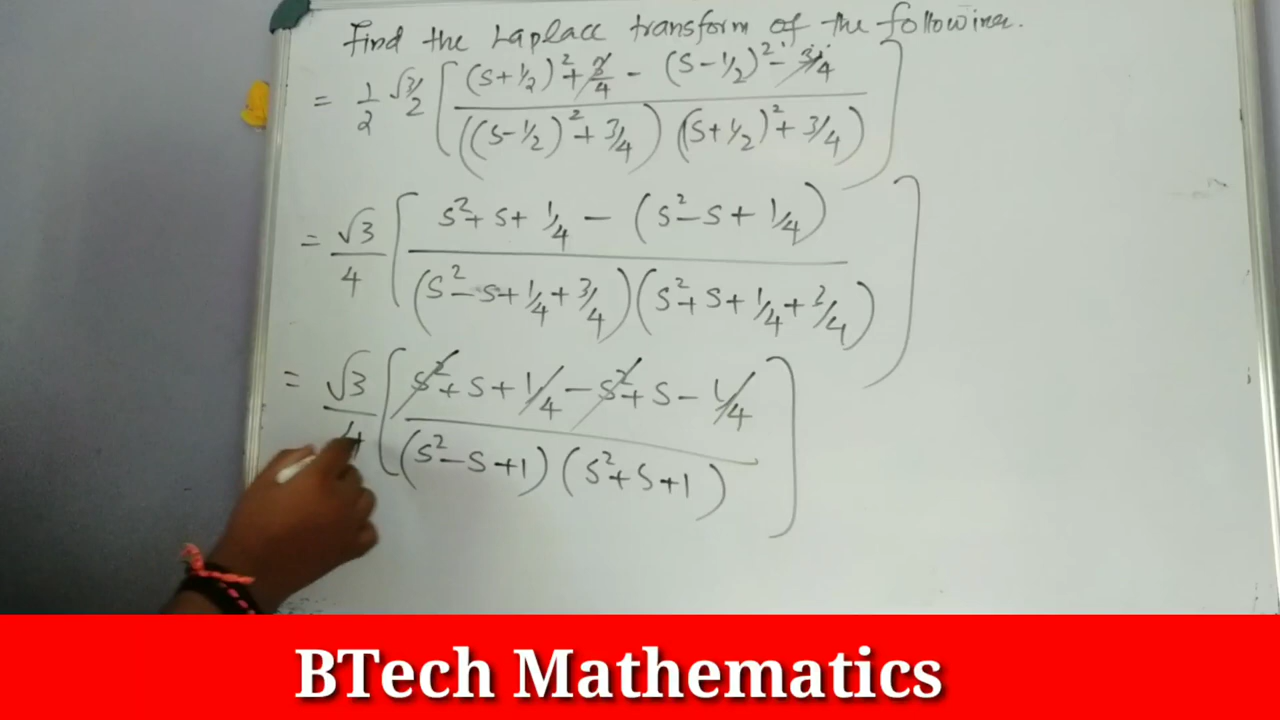 Find the Laplace transform of the following.
= 1/2 √3/2 [ ((s+1/2)² + 3/4 - (s-1/2)² - 3/4) / (((s-1/2)² + 3/4) ((s+1/2)² + 3/4)) ]
= √3/4 [ (s² + s + 1/4 - (s² - s + 1/4)) / ((s² - s + 1/4 + 3/4) (s² + s + 1/4 + 3/4)) ]
= √3/4 [ (s² + s + 1/4 - s² + s - 1/4) / ((s² - s + 1) (s² + s + 1)) ]
BTech Mathematics